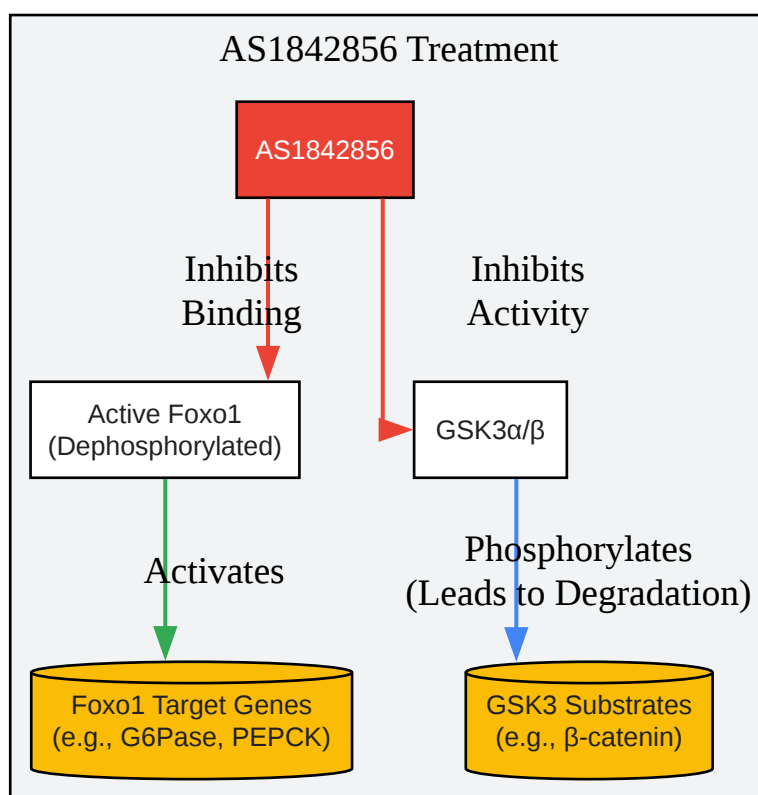 AS1842856 Treatment
AS1842856
Inhibits
Binding
Inhibits
Activity
Active Foxo1
(Dephosphorylated)
GSK3α/β
Activates
Phosphorylates
(Leads to Degradation)
Foxo1 Target Genes
(e.g., G6Pase, PEPCK)
GSK3 Substrates
(e.g., β-catenin)